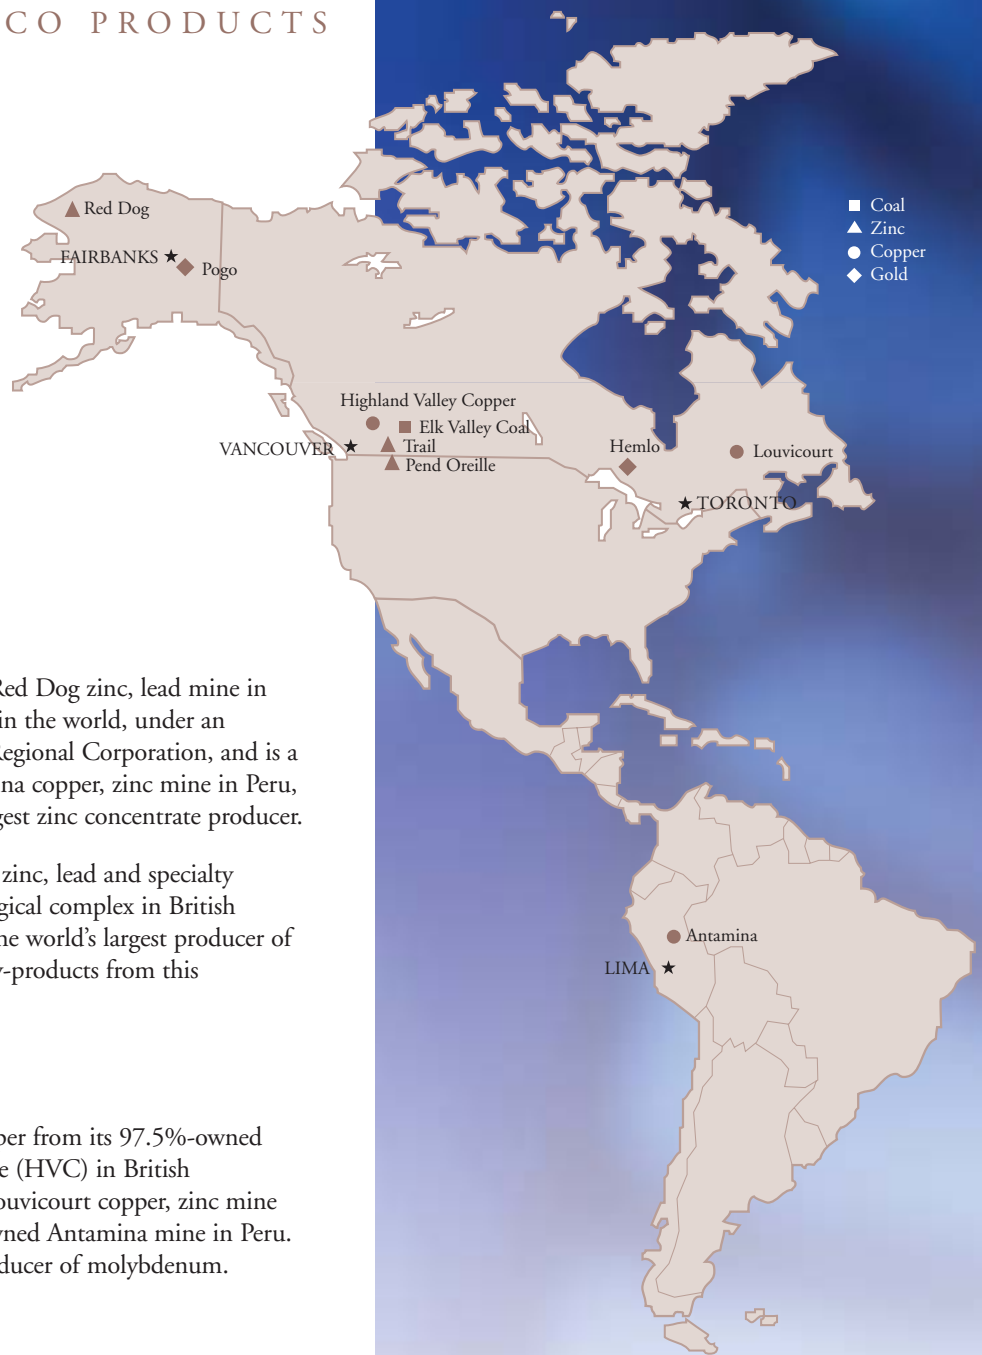 CO PRODUCTS
Red Dog
FAIRBANKS
Pogo
Coal
Zinc
Copper
Gold
Highland Valley Copper
Elk Valley Coal
VANCOUVER
Trail
Pend Oreille
Hemlo
Louvicourt
TORONTO
Red Dog zinc, lead mine in
in the world, under an
Regional Corporation, and is a
na copper, zinc mine in Peru,
gest zinc concentrate producer.
zinc, lead and specialty
gical complex in British
he world’s largest producer of
y-products from this
Antamina
LIMA
per from its 97.5%-owned
e (HVC) in British
ouvicourt copper, zinc mine
wned Antamina mine in Peru.
ducer of molybdenum.